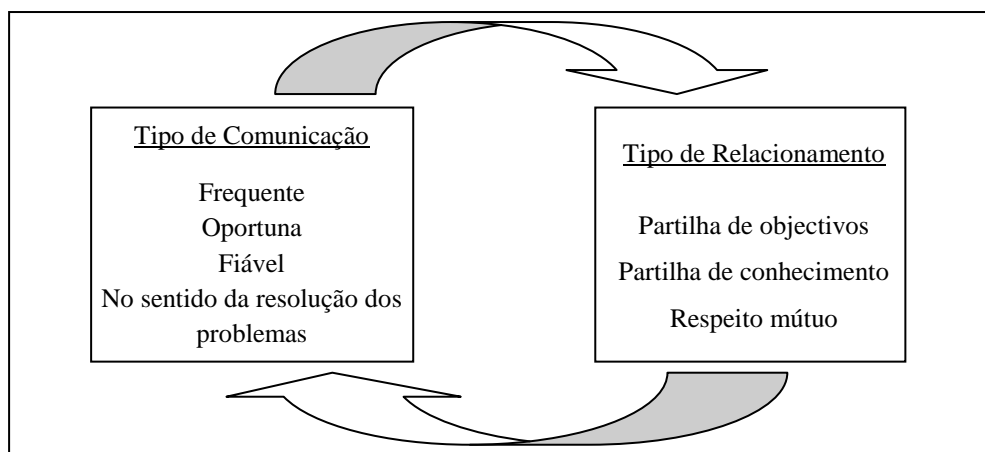 Tipo de Comunicação
Frequente
Oportuna
Fiável
No sentido da resolução dos
problemas
Tipo de Relacionamento
Partilha de objectivos
Partilha de conhecimento
Respeito mútuo